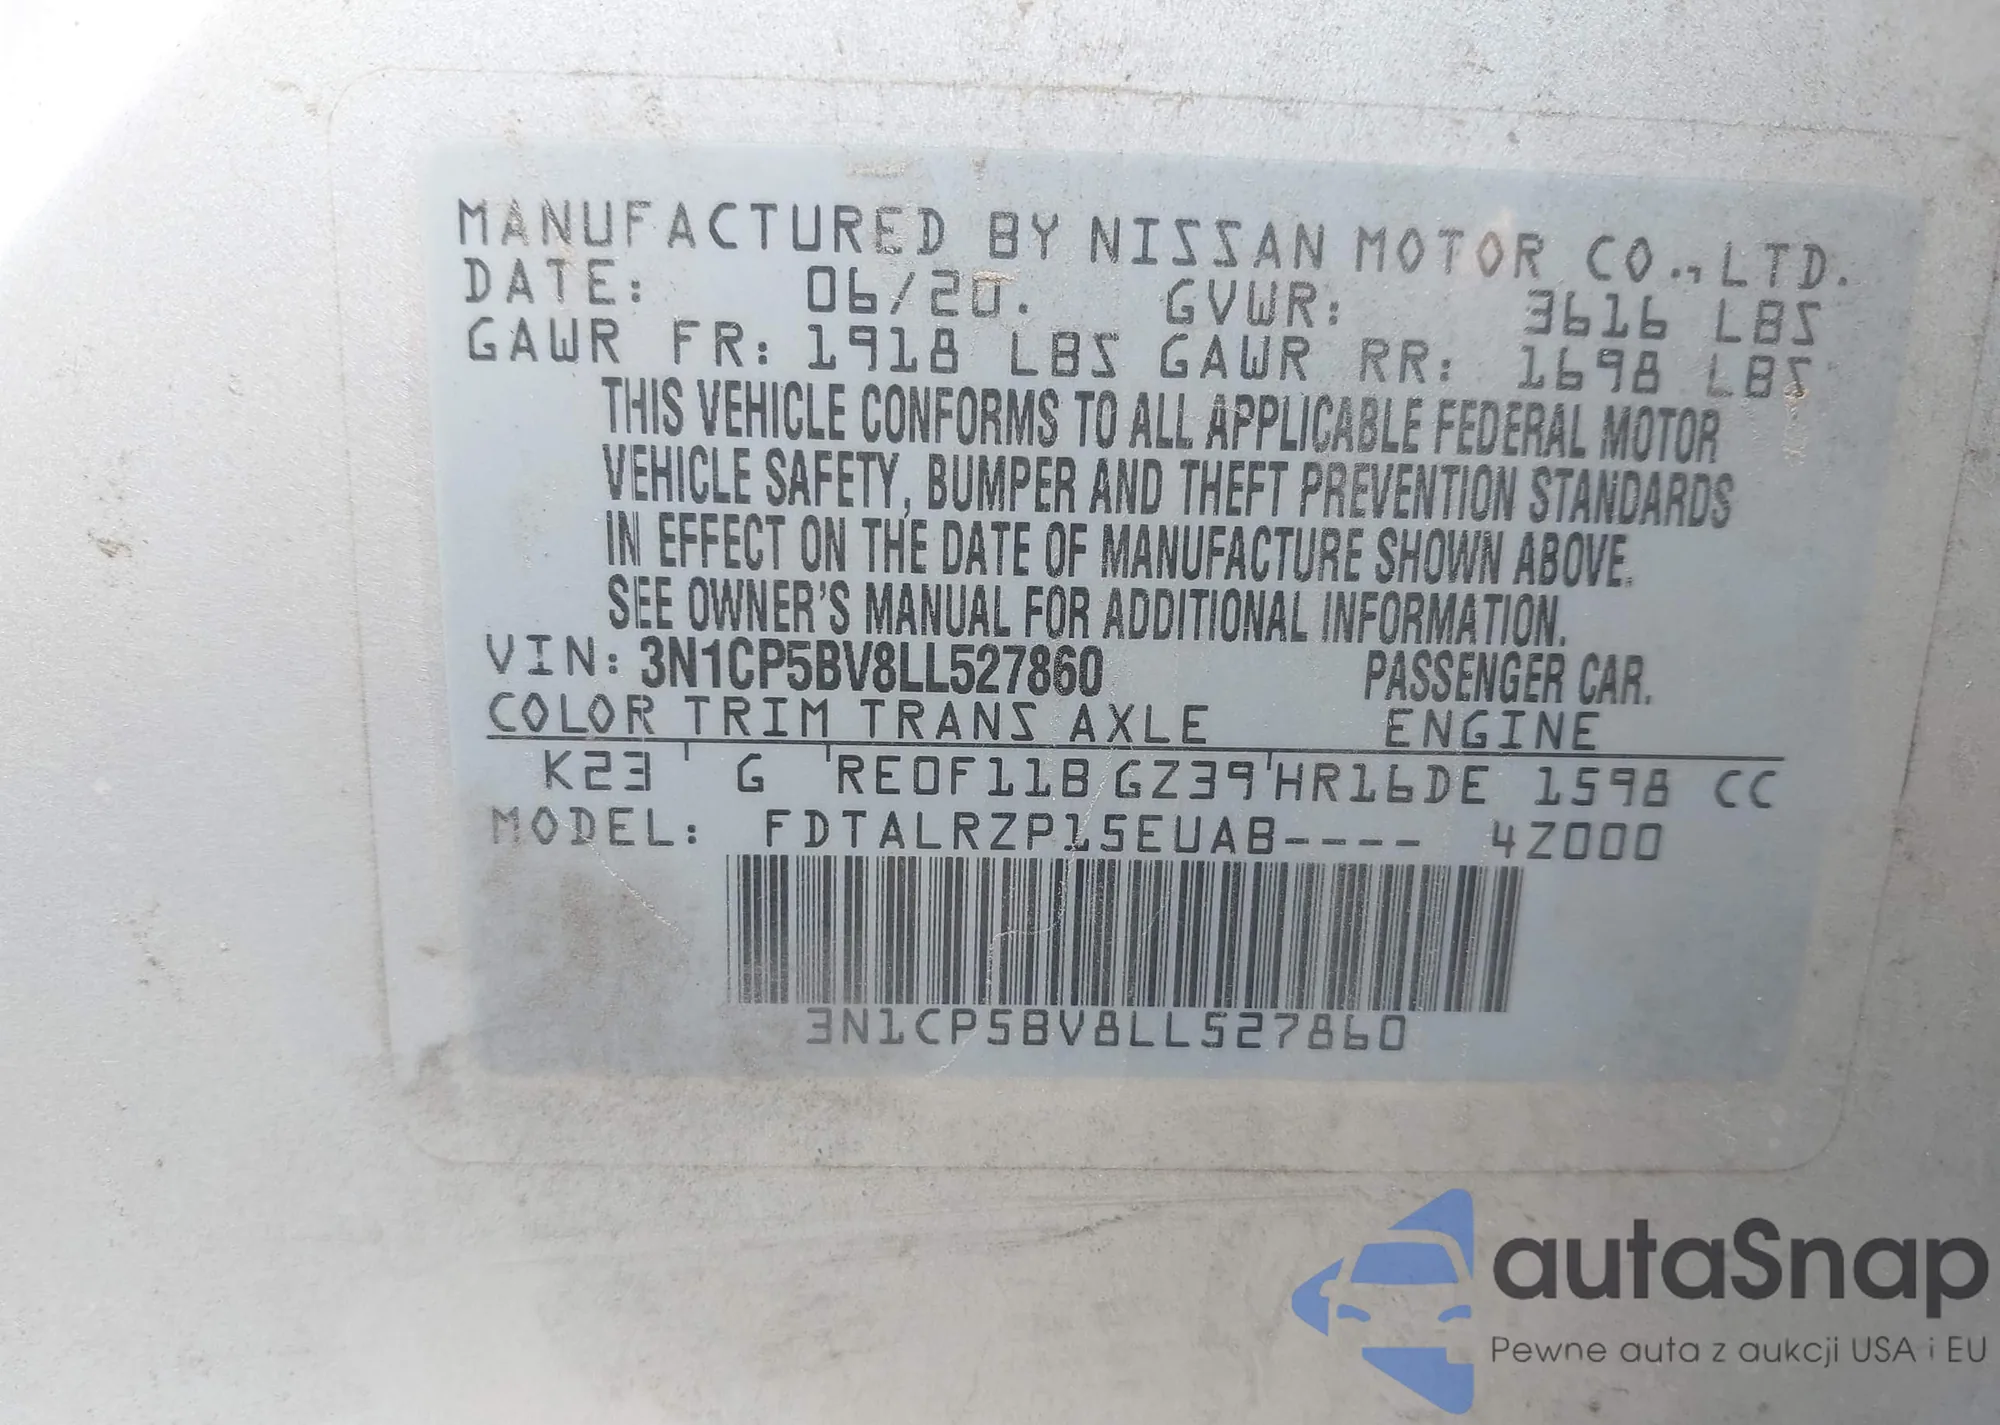 MANUFACTURED BY NISSAN MOTOR CO., LTD.
DATE: 06/20. GVWR: 3616 LBS
GAWR FR: 1918 LBS GAWR RR: 1698 LBS
THIS VEHICLE CONFORMS TO ALL APPLICABLE FEDERAL MOTOR
VEHICLE SAFETY, BUMPER AND THEFT PREVENTION STANDARDS
IN EFFECT ON THE DATE OF MANUFACTURE SHOWN ABOVE.
SEE OWNER'S MANUAL FOR ADDITIONAL INFORMATION.
VIN: 3N1CP5BV8LL527860 PASSENGER CAR.
COLOR TRIM TRANS AXLE ENGINE
K23 G RE0F11B GZ39 HR16DE 1598 CC
MODEL: FDTALRZP15EUAB---- 4Z000
3N1CP5BV8LL527860
autaSnap
Pewne auta z aukcji USA i EU